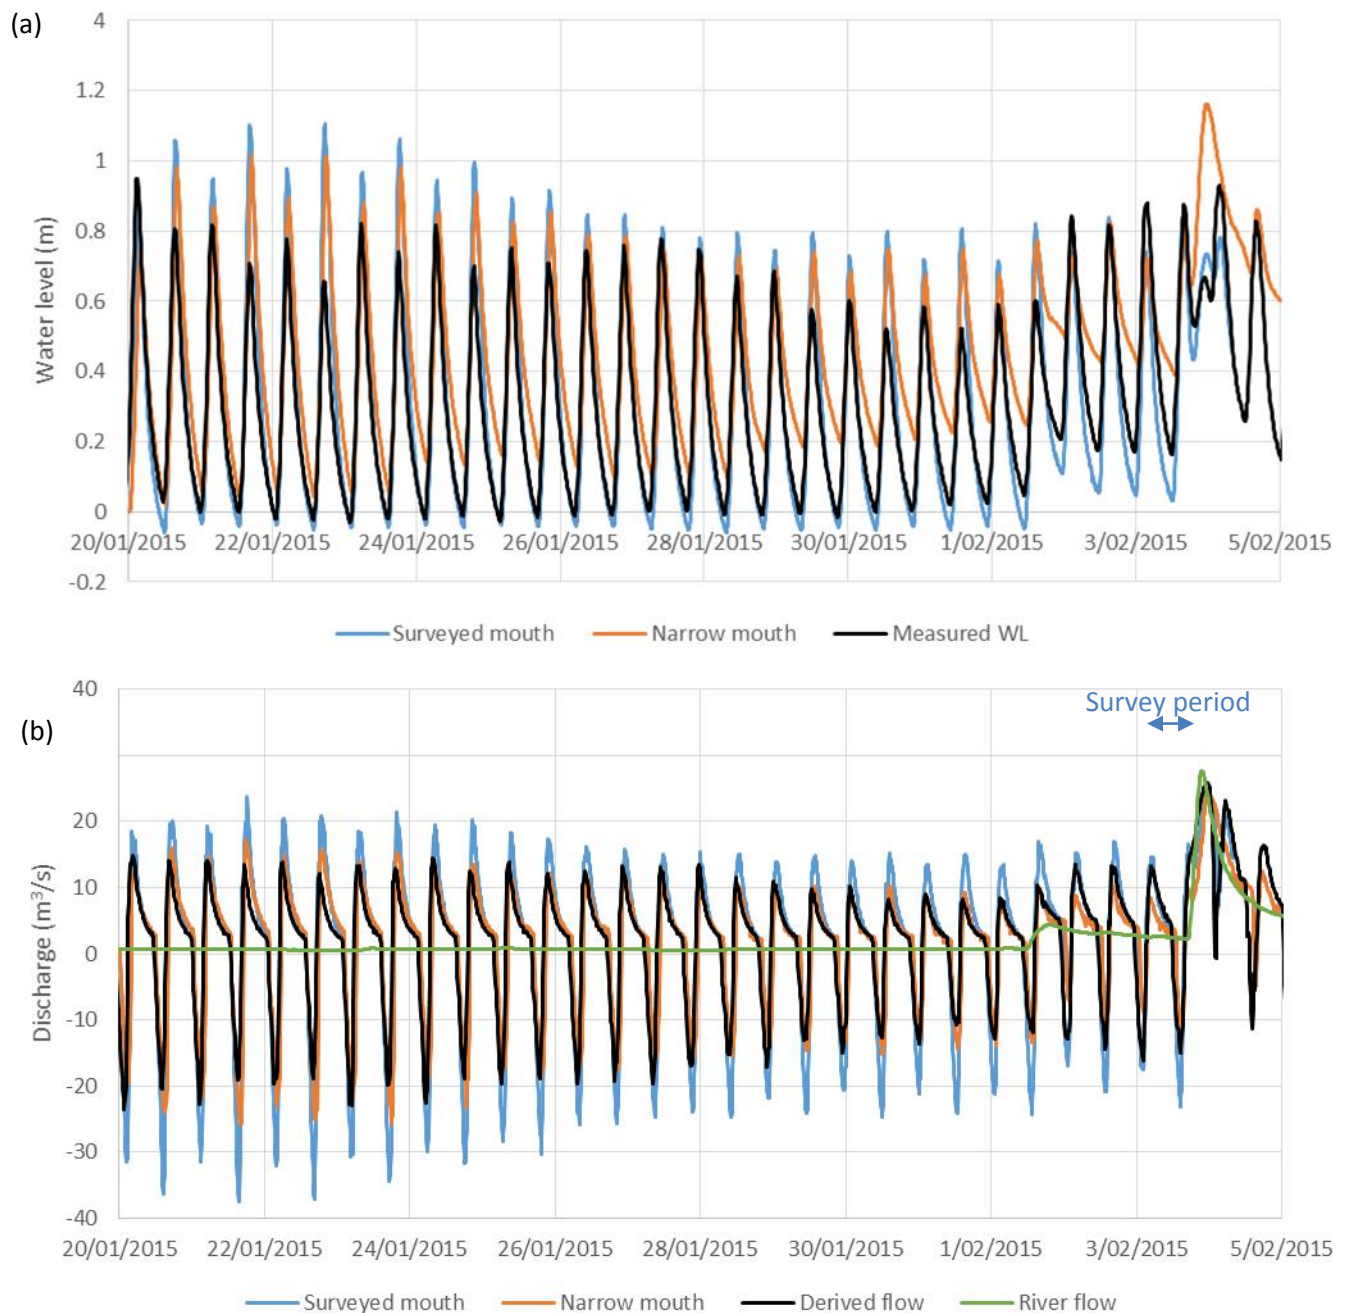 (a)
4
1.2
1
0.8
0.6
0.4
0.2
0
-0.2
Water level (m)
20/01/2015 22/01/2015 24/01/2015 26/01/2015 28/01/2015 30/01/2015 1/02/2015 3/02/2015 5/02/2015
Surveyed mouth Narrow mouth Measured WL
(b)
40
20
10
0
-10
-20
-30
-40
Discharge (m³/s)
Survey period
20/01/2015 22/01/2015 24/01/2015 26/01/2015 28/01/2015 30/01/2015 1/02/2015 3/02/2015 5/02/2015
Surveyed mouth Narrow mouth Derived flow River flow